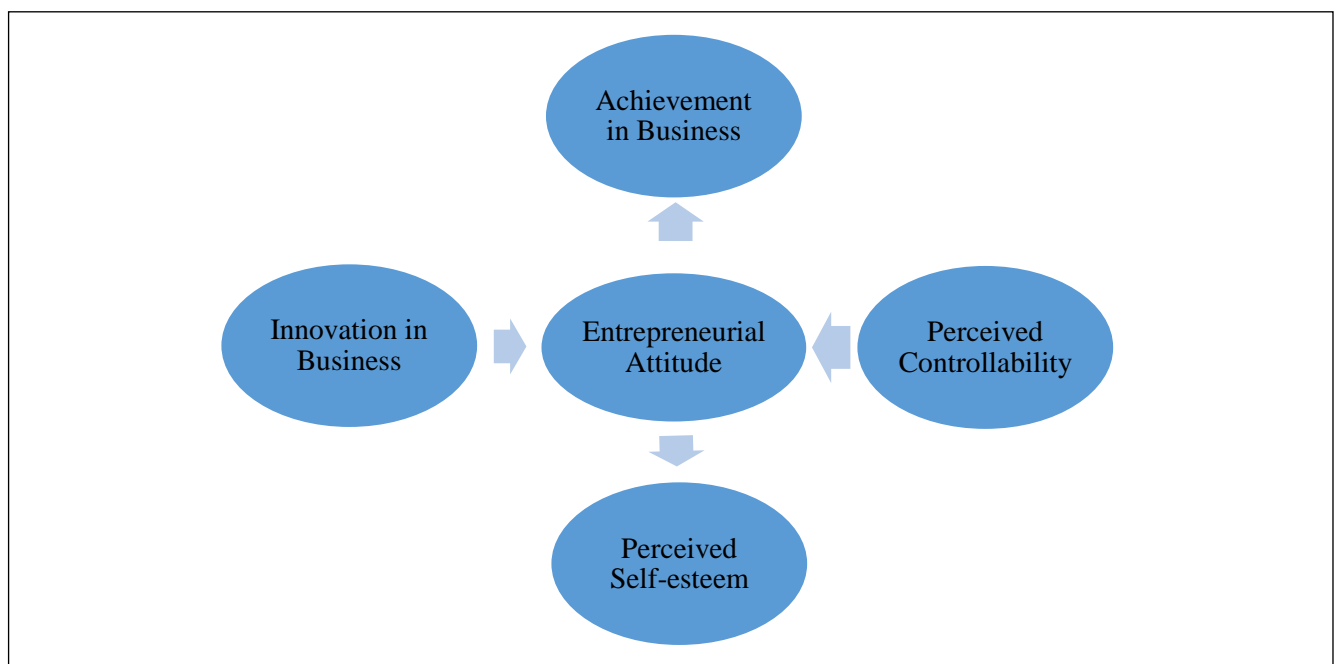 Achievement
in Business
Innovation in
Business
Entrepreneurial
Attitude
Perceived
Controllability
Perceived
Self-esteem